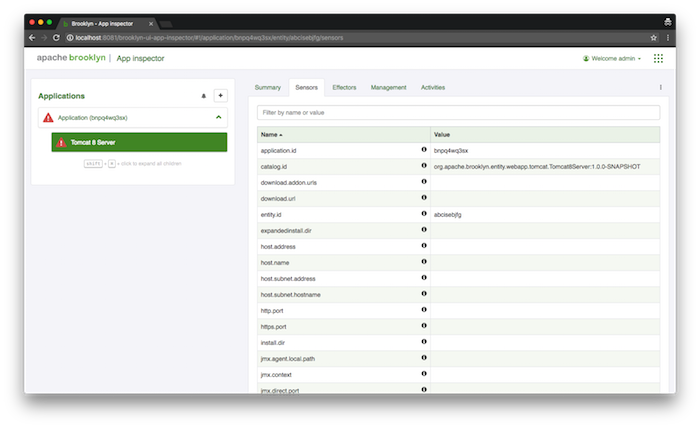 Brooklyn - App inspector
localhost:8081/brooklyn-ui-app-inspector/#!/application/bnpq4wq3sx/entity/abcisebjfg/sensors
apache brooklyn | App inspector
Welcome admin
Applications
+
Application (bnpq4wq3sx)
Tomcat 8 Server
+ click to expand all children
Summary
Sensors
Effectors
Management
Activities
Filter by name or value
Name Value
application.id bnpq4wq3sx
catalog.id org.apache.brooklyn.entity.webapp.tomcat.Tomcat8Server:1.0.0-SNAPSHOT
download.addon.urls
download.url
entity.id abcisebjfg
expandedinstall.dir
host.address
host.name
host.subnet.address
host.subnet.hostname
http.port
https.port
install.dir
jmx.agent.local.path
jmx.context
jmx.direct.port